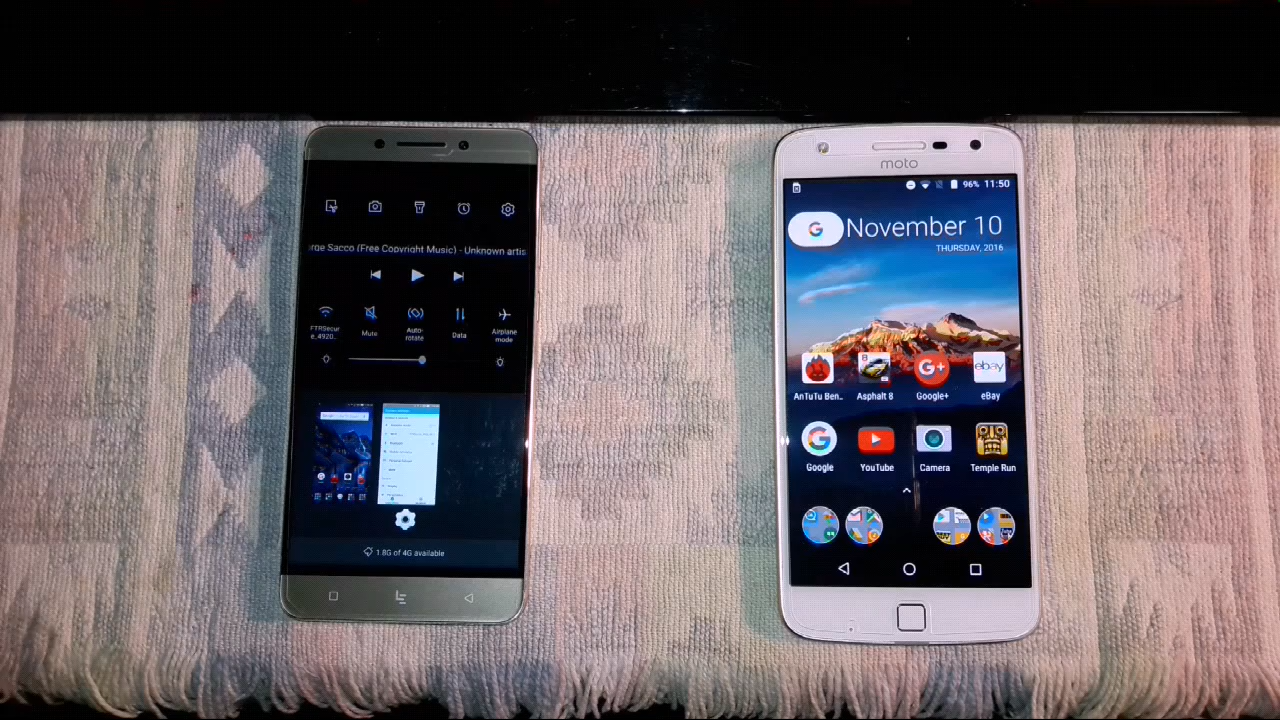 rge Sacco (Free Copyright Music) - Unknown artis
FTRSecur
e_4920..
Mute
Auto-
rotate
Data
Airplane
mode
1.8G of 4G available
moto
96% 11:50
G November 10
THURSDAY, 2016
AnTuTu Ben..
Asphalt 8
G+
Google+
ebay
eBay
G
Google
YouTube
Camera
Temple Run